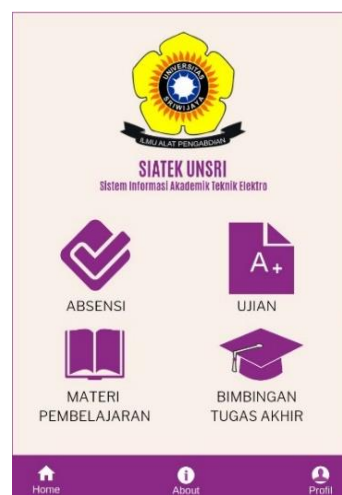 UNIVERSITAS
SRIWIJAYA
ILMU ALAT PENGABDIAN
SIATEK UNSRI
Sistem Informasi Akademik Teknik Elektro
A+
ABSENSI
UJIAN
MATERI
PEMBELAJARAN
BIMBINGAN
TUGAS AKHIR
Home
About
Profil